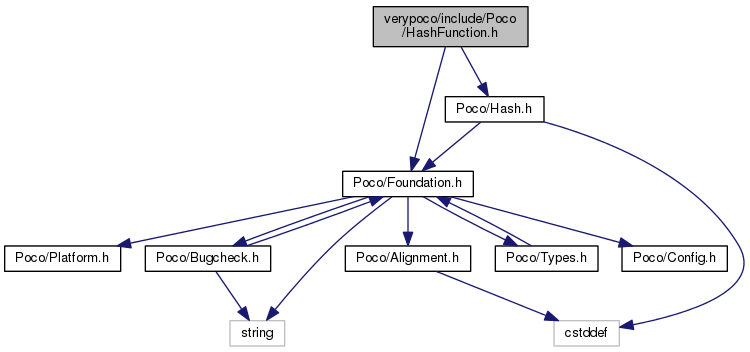 verypoco/include/Poco
/HashFunction.h
Poco/Hash.h
Poco/Foundation.h
Poco/Platform.h
Poco/Bugcheck.h
Poco/Alignment.h
Poco/Types.h
Poco/Config.h
string
cstddef